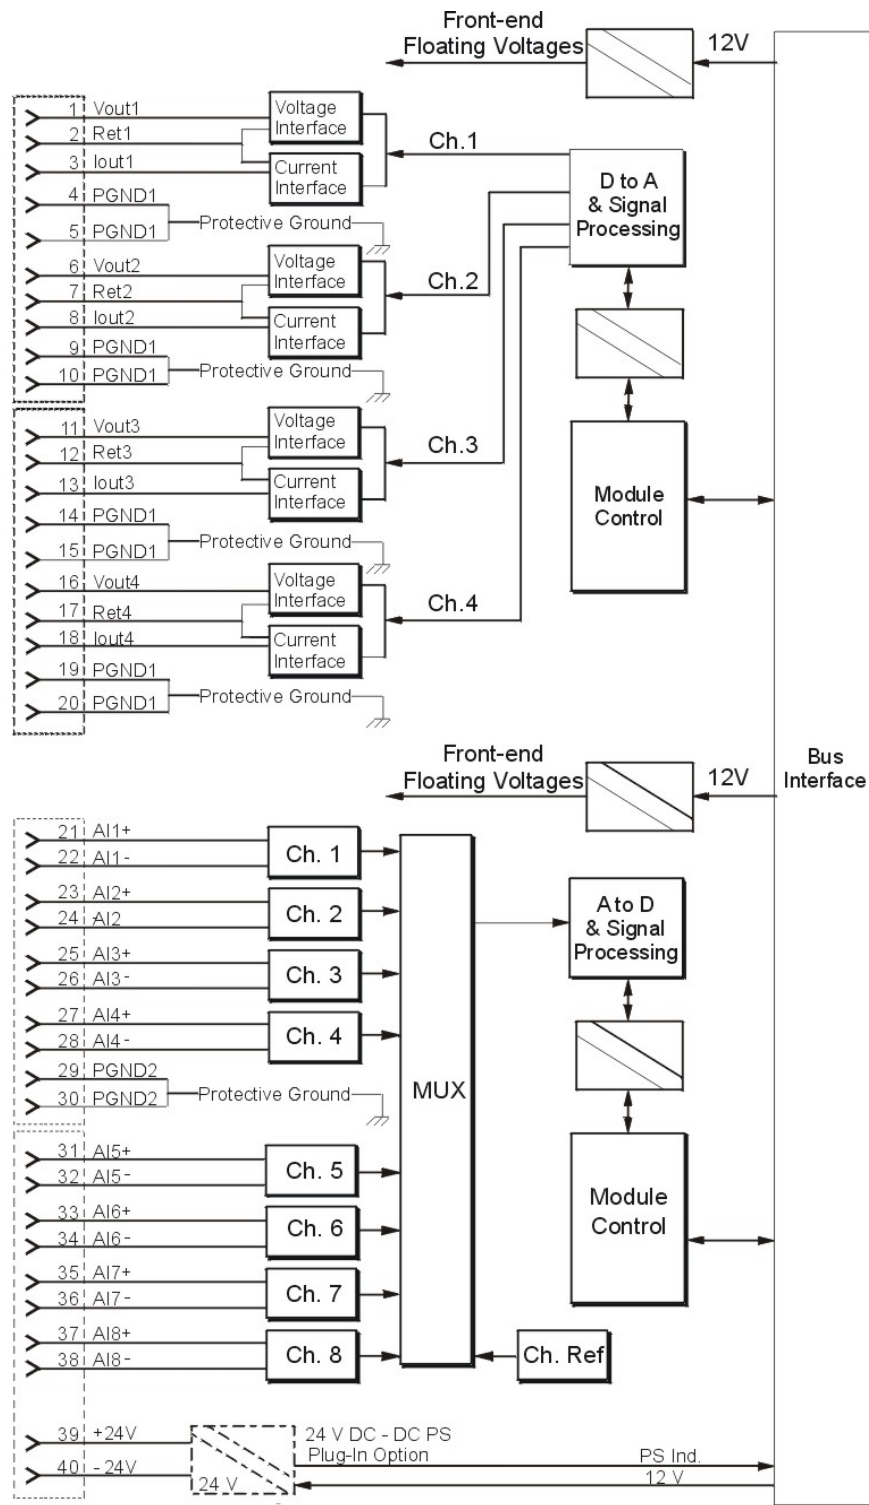 Front-end
Floating Voltages
12V
1 Vout1
2 Ret1
3 Iout1
4 PGND1
5 PGND1
Voltage
Interface
Current
Interface
Protective Ground
Ch.1
D to A
& Signal
Processing
6 Vout2
7 Ret2
8 Iout2
9 PGND1
10 PGND1
Voltage
Interface
Current
Interface
Protective Ground
Ch.2
11 Vout3
12 Ret3
13 Iout3
14 PGND1
15 PGND1
Voltage
Interface
Current
Interface
Protective Ground
Ch.3
Module
Control
16 Vout4
17 Ret4
18 Iout4
19 PGND1
20 PGND1
Voltage
Interface
Current
Interface
Protective Ground
Ch.4
Front-end
Floating Voltages
12V
Bus
Interface
21 AI1+
22 AI1-
Ch. 1
23 AI2+
24 AI2
Ch. 2
A to D
& Signal
Processing
25 AI3+
26 AI3-
Ch. 3
27 AI4+
28 AI4-
Ch. 4
29 PGND2
30 PGND2
Protective Ground
MUX
31 AI5+
32 AI5-
Ch. 5
33 AI6+
34 AI6-
Ch. 6
Module
Control
35 AI7+
36 AI7-
Ch. 7
37 AI8+
38 AI8-
Ch. 8
Ch. Ref
39 +24V
40 -24V
24 V
24 V DC - DC PS
Plug-In Option
PS Ind.
12 V